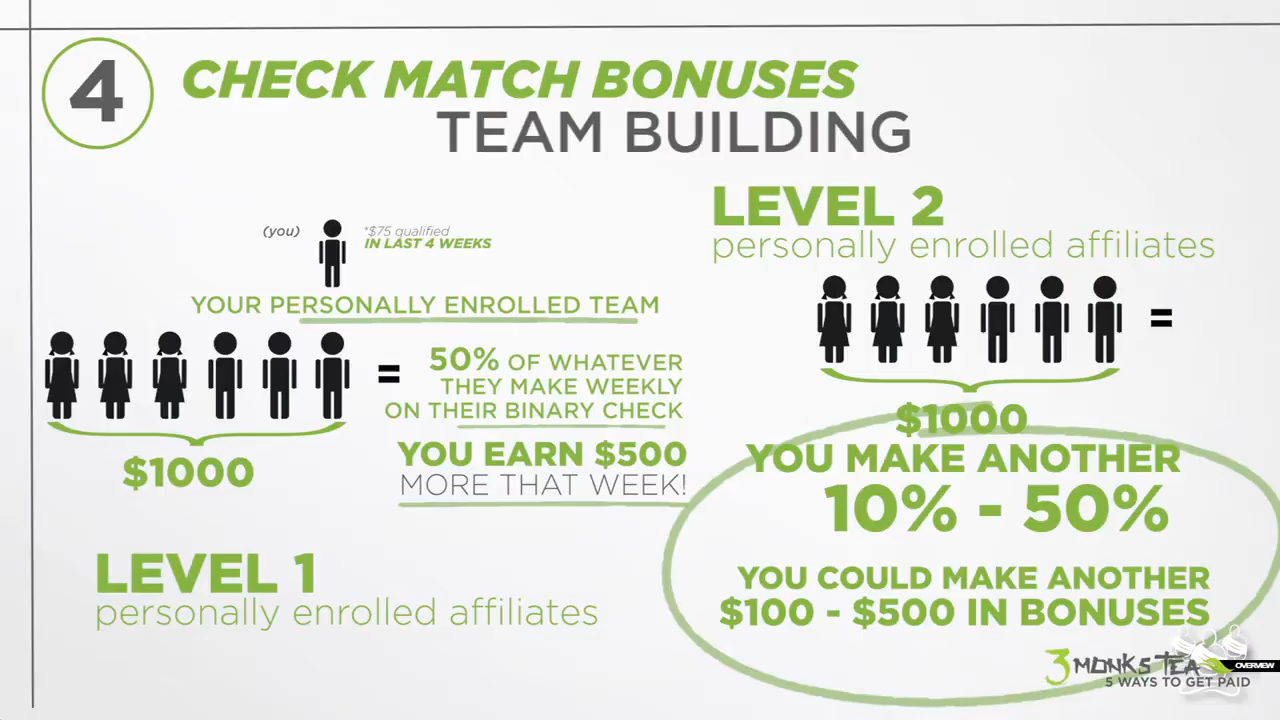 4
CHECK MATCH BONUSES
TEAM BUILDING
(you)
*$75 qualified
IN LAST 4 WEEKS
YOUR PERSONALLY ENROLLED TEAM
=
50% OF WHATEVER
THEY MAKE WEEKLY
ON THEIR BINARY CHECK
$1000
YOU EARN $500
MORE THAT WEEK!
LEVEL 1
personally enrolled affiliates
LEVEL 2
personally enrolled affiliates
=
$1000
YOU MAKE ANOTHER
10% - 50%
YOU COULD MAKE ANOTHER
$100 - $500 IN BONUSES
3 MONKS TEA
OVERVIEW
5 WAYS TO GET PAID